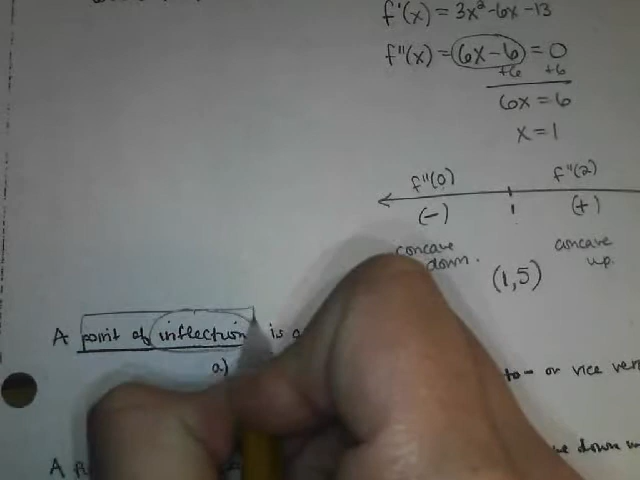 f'(x) = 3x² - 6x - 13
f''(x) = 6x - 6 = 0
+6 +6
6x = 6
x = 1
f''(0) f''(2)
(-) 1 (+)
concave down. concave up.
(1,5)
A point of inflection is a
a) to - or vice
A
down